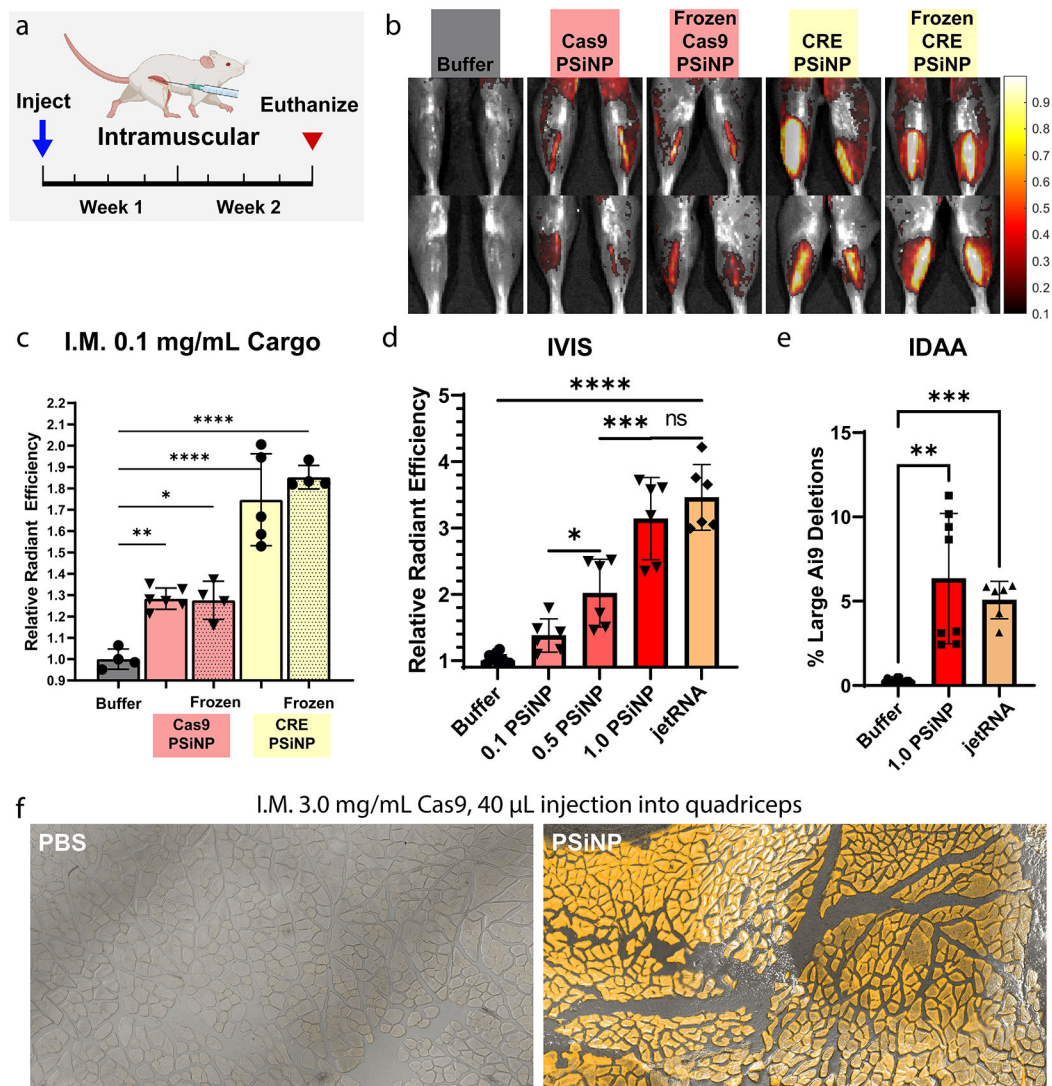 a
Inject
Intramuscular
Euthanize
Week 1
Week 2
b
Buffer
Cas9
PSiNP
Frozen
Cas9
PSiNP
CRE
PSiNP
Frozen
CRE
PSiNP
0.9
0.8
0.7
0.6
0.5
0.4
0.3
0.2
0.1
c
I.M. 0.1 mg/mL Cargo
Relative Radiant Efficiency
2.2
2.1
2.0
1.9
1.8
1.7
1.6
1.5
1.4
1.3
1.2
1.1
1.0
0.9
****
****
*
**
Buffer
Frozen
Frozen
Cas9
PSiNP
CRE
PSiNP
d
IVIS
Relative Radiant Efficiency
5
4
3
2
1
****
***
ns
*
Buffer
0.1 PSiNP
0.5 PSiNP
1.0 PSiNP
jetRNA
e
IDAA
% Large Ai9 Deletions
15
10
5
0
***
**
Buffer
1.0 PSiNP
jetRNA
f
I.M. 3.0 mg/mL Cas9, 40 μL injection into quadriceps
PBS
PSiNP